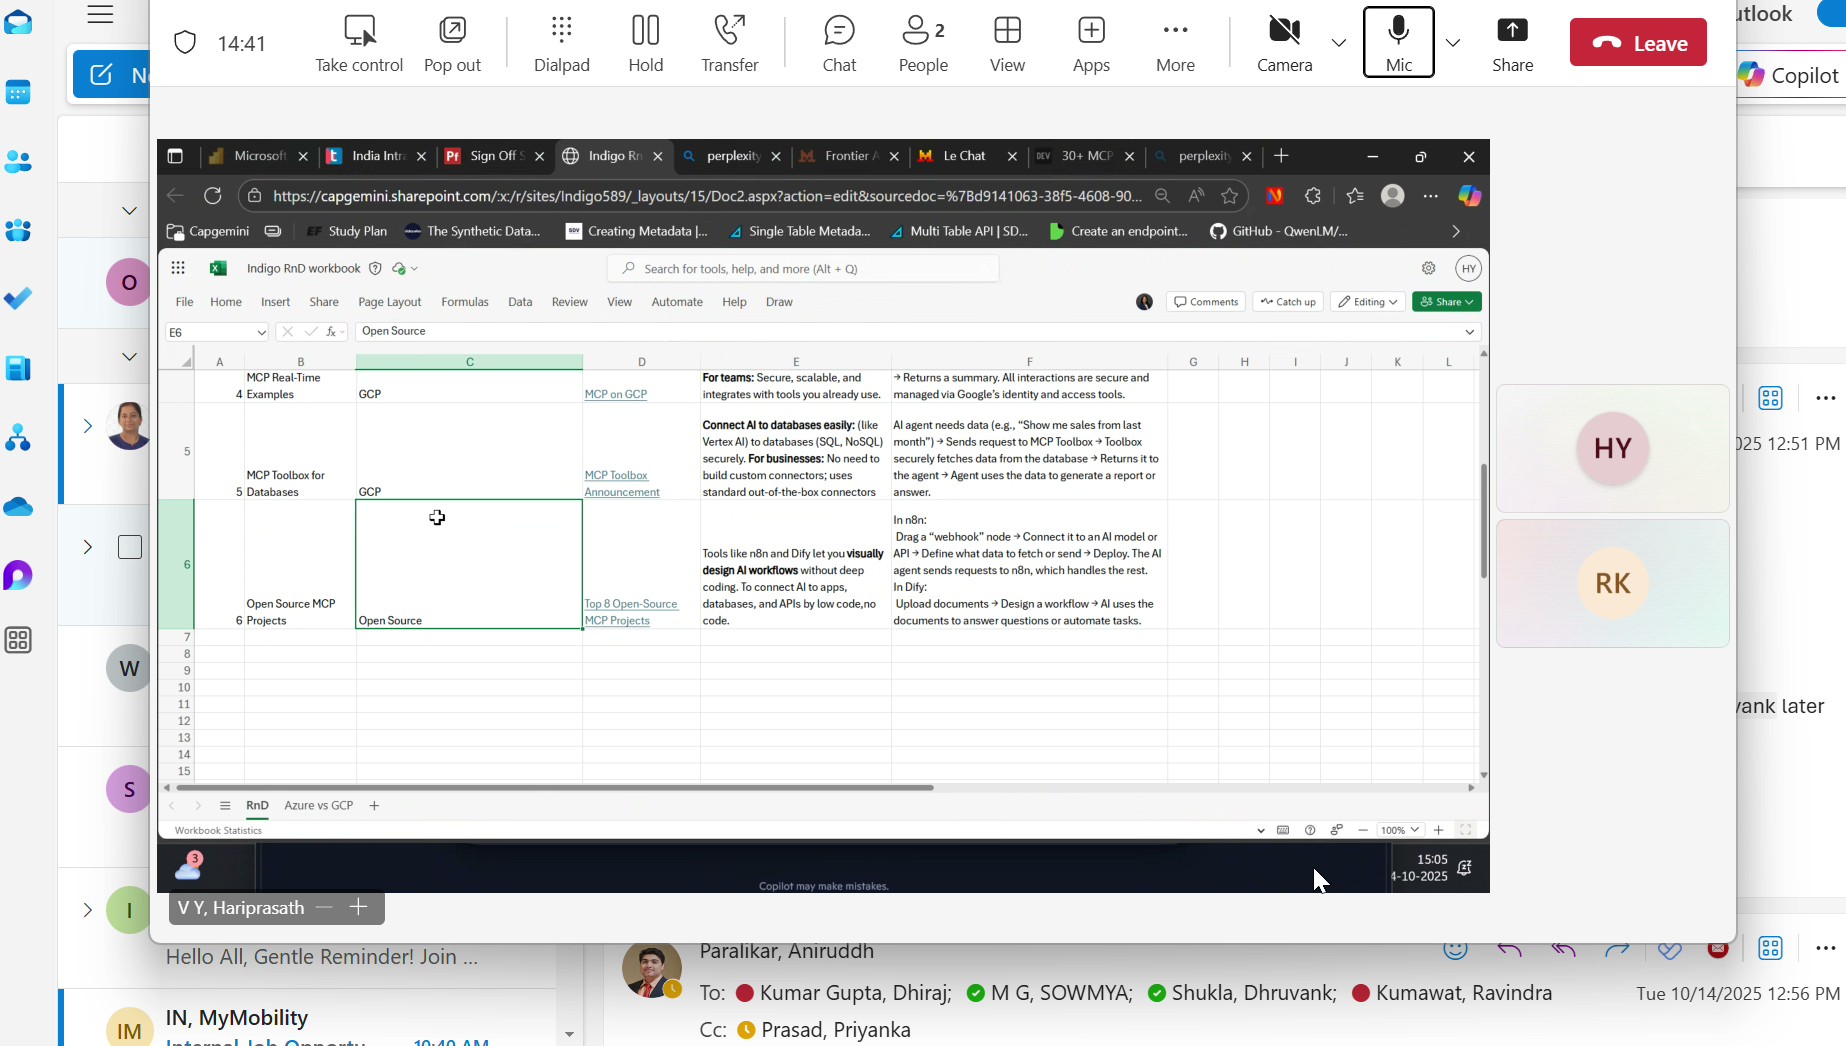 utlook
14:41
Take control
Pop out
Dialpad
Hold
Transfer
Chat
2
People
View
Apps
More
Camera
Mic
Share
Leave
Copilot
Microsof
India Intr
Sign Off S
Indigo Rn
perplexity
Frontier A
Le Chat
30+ MCP
perplexity
https://capgemini.sharepoint.com/:x:/r/sites/Indigo589/_layouts/15/Doc2.aspx?action=edit&sourcedoc=%7Bd9141063-38f5-4608-90...
Capgemini
Study Plan
The Synthetic Data...
Creating Metadata |...
Single Table Metada...
Multi Table API | SD...
Create an endpoint...
GitHub - QwenLM/...
Indigo RnD workbook
Search for tools, help, and more (Alt + Q)
HY
File Home Insert Share Page Layout Formulas Data Review View Automate Help Draw
Comments
Catch up
Editing
Share
E6
fx
Open Source
A B C D E F G H I J K L
MCP Real-Time
4 Examples
GCP
MCP on GCP
For teams: Secure, scalable, and
integrates with tools you already use.
→ Returns a summary. All interactions are secure and
managed via Google's identity and access tools.
5
MCP Toolbox for
5 Databases
GCP
MCP Toolbox
Announcement
Connect AI to databases easily: (like
Vertex AI) to databases (SQL, NoSQL)
securely. For businesses: No need to
build custom connectors; uses
standard out-of-the-box connectors
AI agent needs data (e.g., “Show me sales from last
month”) → Sends request to MCP Toolbox → Toolbox
securely fetches data from the database → Returns it to
the agent → Agent uses the data to generate a report or
answer.
6
Open Source MCP
6 Projects
Open Source
Top 8 Open-Source
MCP Projects
Tools like n8n and Dify let you visually
design AI workflows without deep
coding. To connect AI to apps,
databases, and APIs by low code,no
code.
In n8n:
Drag a “webhook” node → Connect it to an AI model or
API → Define what data to fetch or send → Deploy. The AI
agent sends requests to n8n, which handles the rest.
In Dify:
Upload documents → Design a workflow → AI uses the
documents to answer questions or automate tasks.
7
8
9
10
11
12
13
14
15
RnD
Azure vs GCP
Workbook Statistics
100%
3
Copilot may make mistakes.
15:05
4-10-2025
V Y, Hariprasath
HY
RK
O
W
S
I
IM
025 12:51 PM
vank later
Hello All, Gentle Reminder! Join ...
IN, MyMobility
10:40 AM
Paralikar, Aniruddh
To: Kumar Gupta, Dhiraj; M G, SOWMYA; Shukla, Dhruvank; Kumawat, Ravindra
Tue 10/14/2025 12:56 PM
Cc: Prasad, Priyanka